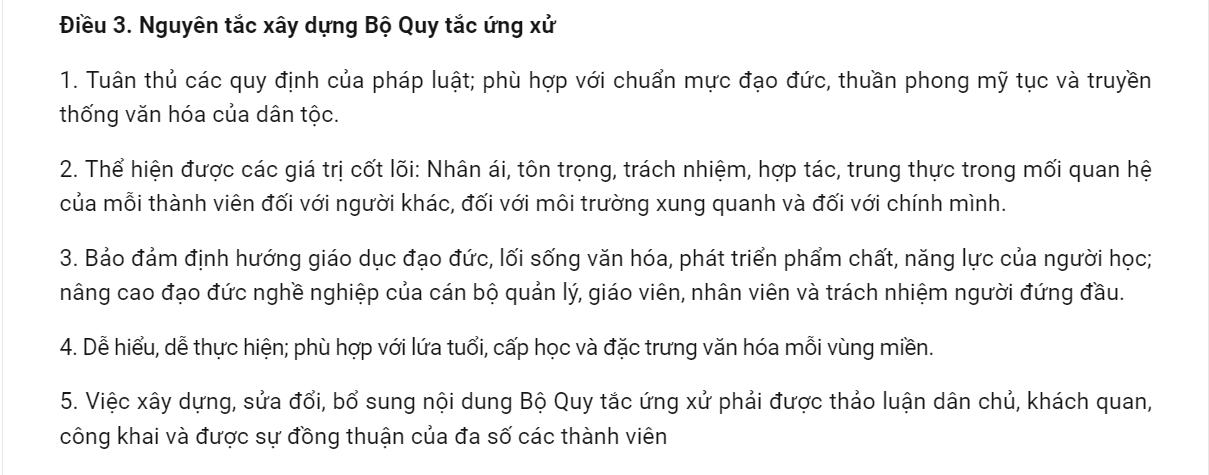 Điều 3. Nguyên tắc xây dựng Bộ Quy tắc ứng xử
1. Tuân thủ các quy định của pháp luật; phù hợp với chuẩn mực đạo đức, thuần phong mỹ tục và truyền
thống văn hóa của dân tộc.
2. Thể hiện được các giá trị cốt lõi: Nhân ái, tôn trọng, trách nhiệm, hợp tác, trung thực trong mối quan hệ
của mỗi thành viên đối với người khác, đối với môi trường xung quanh và đối với chính mình.
3. Bảo đảm định hướng giáo dục đạo đức, lối sống văn hóa, phát triển phẩm chất, năng lực của người học;
nâng cao đạo đức nghề nghiệp của cán bộ quản lý, giáo viên, nhân viên và trách nhiệm người đứng đầu.
4. Dễ hiểu, dễ thực hiện; phù hợp với lứa tuổi, cấp học và đặc trưng văn hóa mỗi vùng miền.
5. Việc xây dựng, sửa đổi, bổ sung nội dung Bộ Quy tắc ứng xử phải được thảo luận dân chủ, khách quan,
công khai và được sự đồng thuận của đa số các thành viên